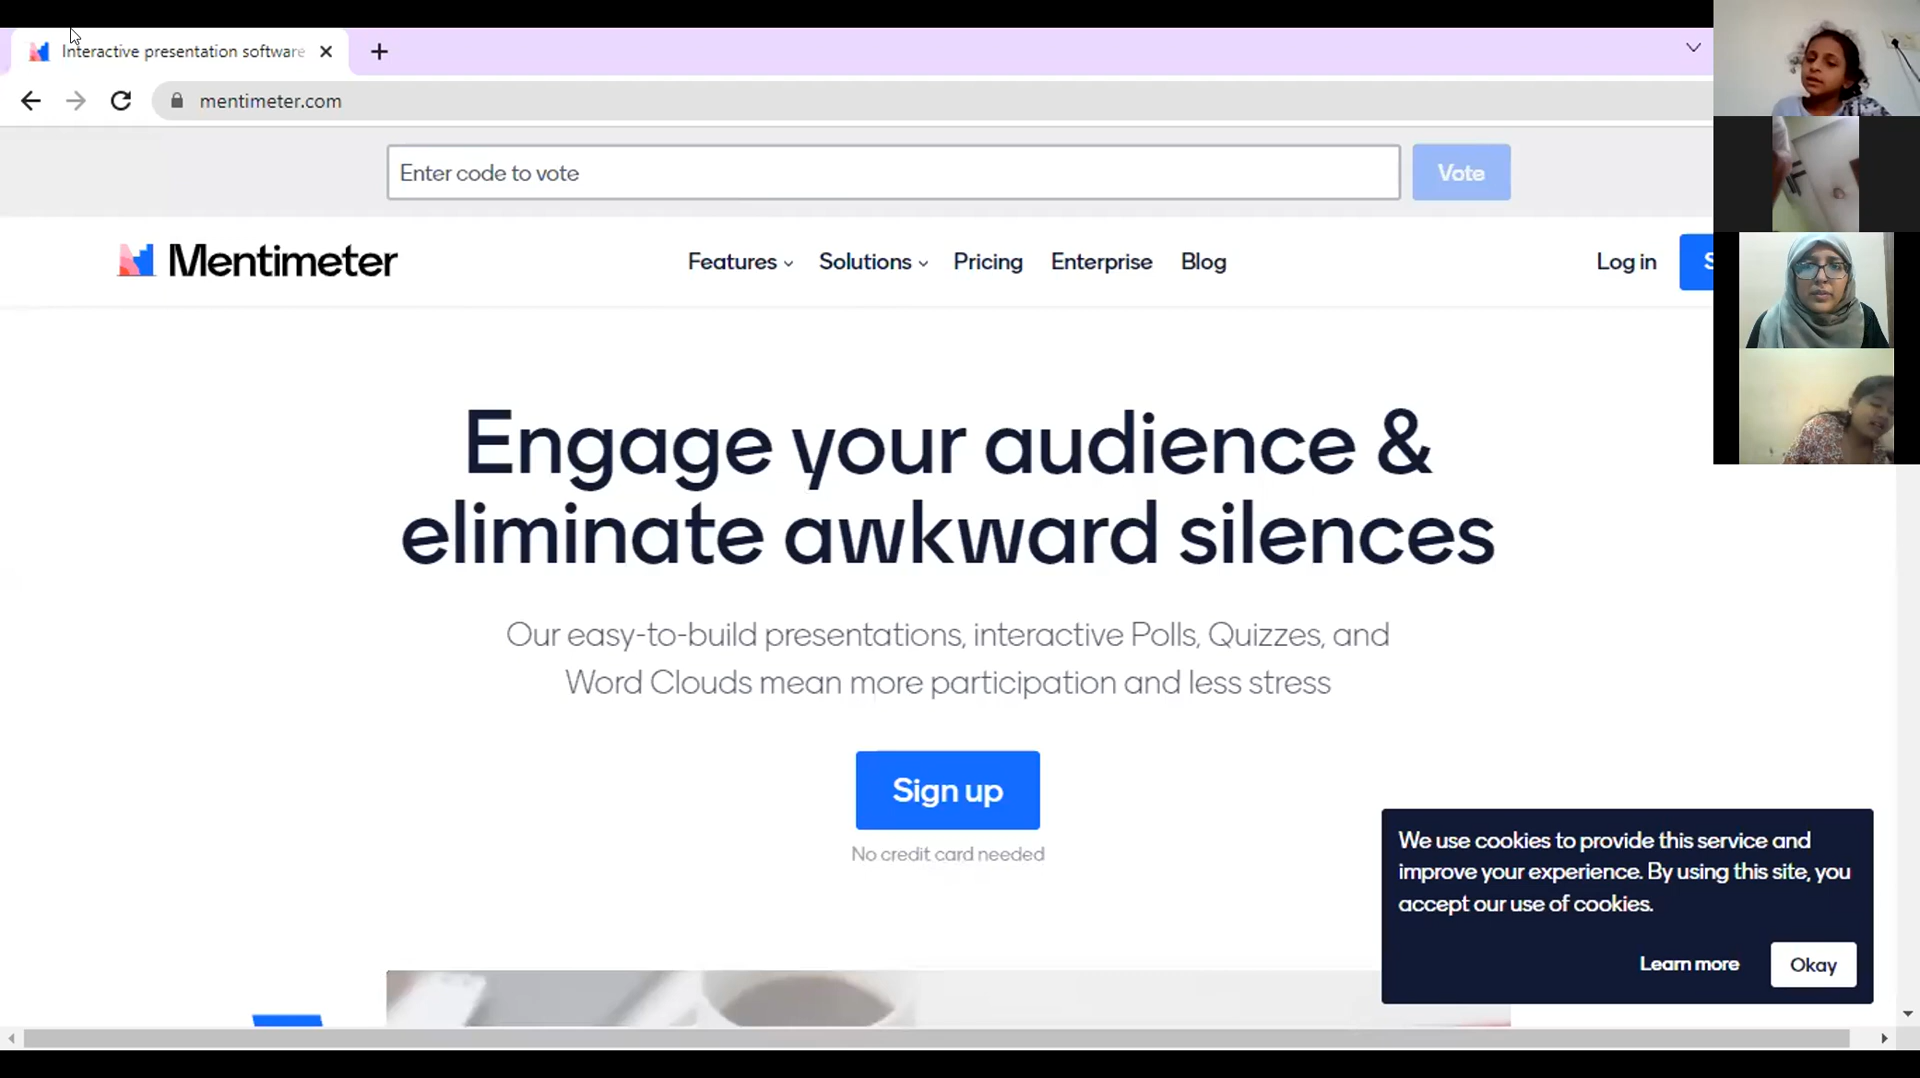 Interactive presentation software
mentimeter.com
Enter code to vote
Vote
Mentimeter
Features
Solutions
Pricing
Enterprise
Blog
Log in
S
Engage your audience &
eliminate awkward silences
Our easy-to-build presentations, interactive Polls, Quizzes, and
Word Clouds mean more participation and less stress
Sign up
No credit card needed
We use cookies to provide this service and
improve your experience. By using this site, you
accept our use of cookies.
Learn more
Okay